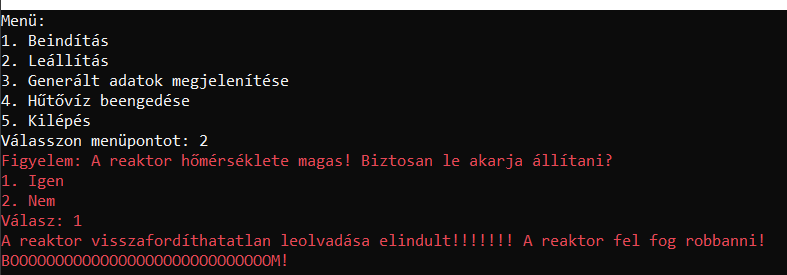 Menü:
1. Beindítás
2. Leállítás
3. Generált adatok megjelenítése
4. Hűtővíz beengedése
5. Kilépés
Válasszon menüpontot: 2
Figyelem: A reaktor hőmérséklete magas! Biztosan le akarja állítani?
1. Igen
2. Nem
Válasz: 1
A reaktor visszafordíthatatlan leolvadása elindult!!!!!!! A reaktor fel fog robbanni!
BOOOOOOOOOOOOOOOOOOOOOOOOOOOOOM!